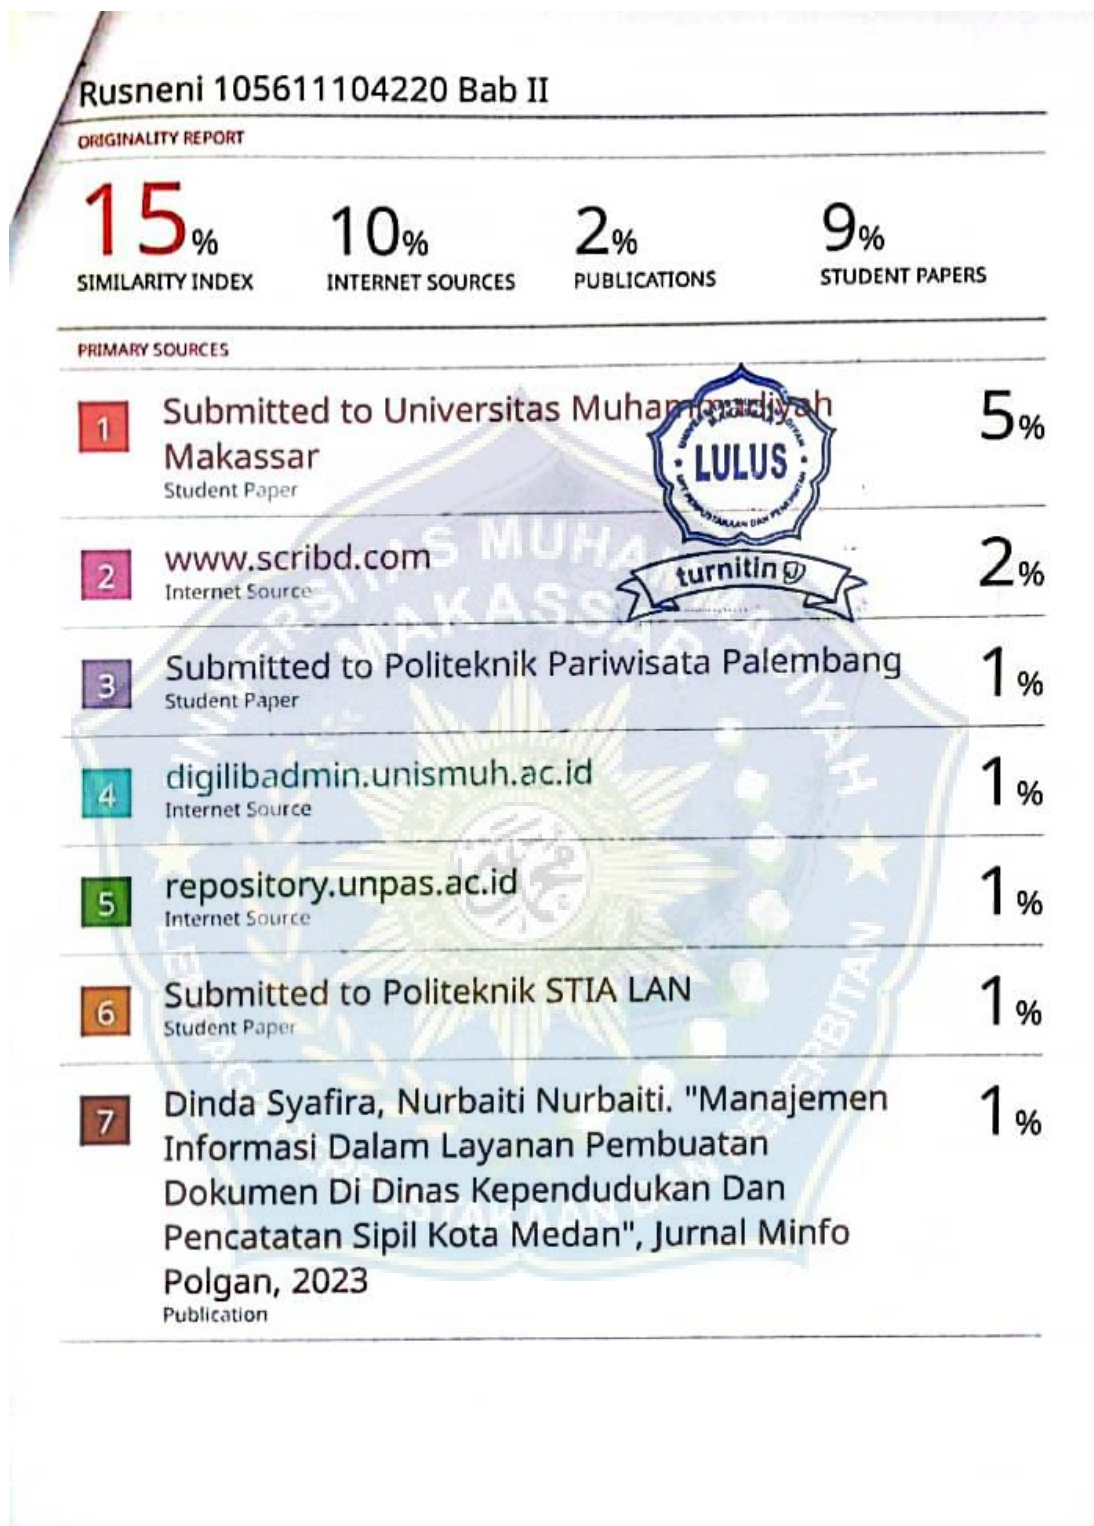 Rusneni 105611104220 Bab II
ORIGINALITY REPORT
15%
SIMILARITY INDEX
10%
INTERNET SOURCES
2%
PUBLICATIONS
9%
STUDENT PAPERS
PRIMARY SOURCES
1
Submitted to Universitas Muhammadiyah
Makassar
Student Paper
5%
LULUS
turnitin
2
www.scribd.com
Internet Source
2%
3
Submitted to Politeknik Pariwisata Palembang
Student Paper
1%
4
digilibadmin.unismuh.ac.id
Internet Source
1%
5
repository.unpas.ac.id
Internet Source
1%
6
Submitted to Politeknik STIA LAN
Student Paper
1%
7
Dinda Syafira, Nurbaiti Nurbaiti. "Manajemen
Informasi Dalam Layanan Pembuatan
Dokumen Di Dinas Kependudukan Dan
Pencatatan Sipil Kota Medan", Jurnal Minfo
Polgan, 2023
Publication
1%
UNIVERSITAS MUHAMMADIYAH
MAKASSAR